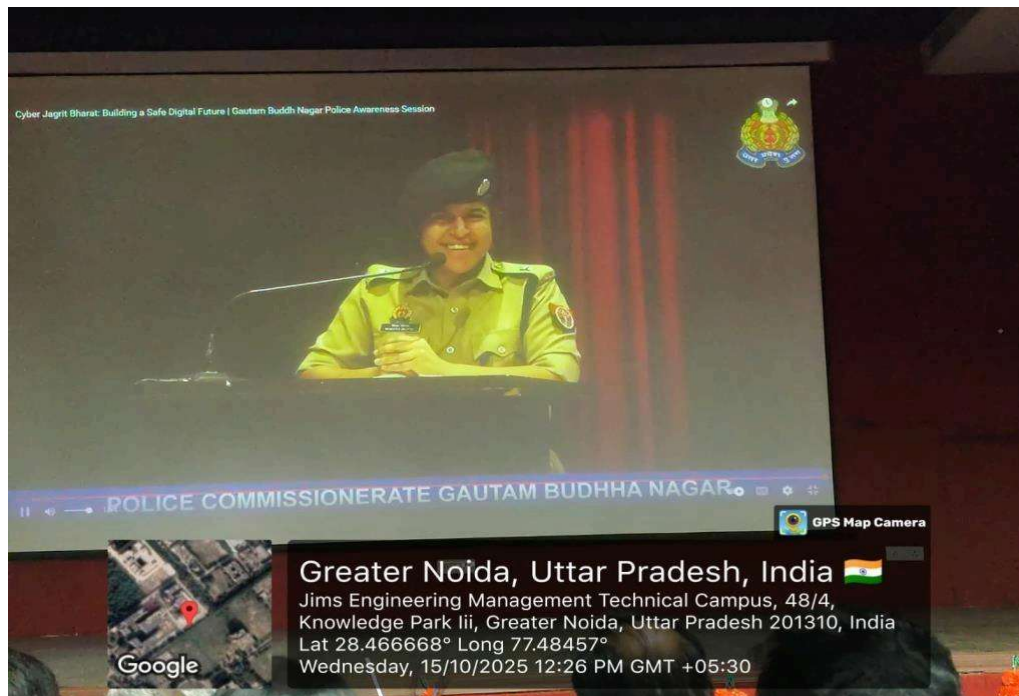 Cyber Jagrit Bharat: Building a Safe Digital Future | Gautam Buddh Nagar Police Awareness Session
POLICE COMMISSIONERATE GAUTAM BUDHHA NAGAR
GPS Map Camera
Greater Noida, Uttar Pradesh, India
Jims Engineering Management Technical Campus, 48/4,
Knowledge Park Iii, Greater Noida, Uttar Pradesh 201310, India
Lat 28.466668° Long 77.48457°
Wednesday, 15/10/2025 12:26 PM GMT +05:30
Google